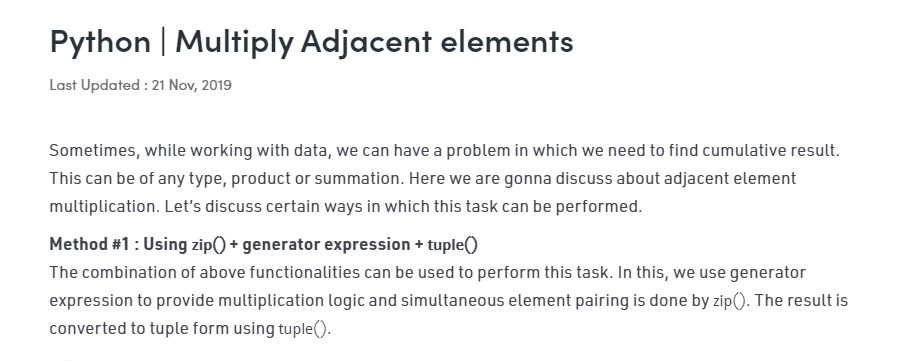 Python | Multiply Adjacent elements
Last Updated : 21 Nov, 2019
Sometimes, while working with data, we can have a problem in which we need to find cumulative result.
This can be of any type, product or summation. Here we are gonna discuss about adjacent element
multiplication. Let’s discuss certain ways in which this task can be performed.
Method #1 : Using zip() + generator expression + tuple()
The combination of above functionalities can be used to perform this task. In this, we use generator
expression to provide multiplication logic and simultaneous element pairing is done by zip(). The result is
converted to tuple form using tuple().